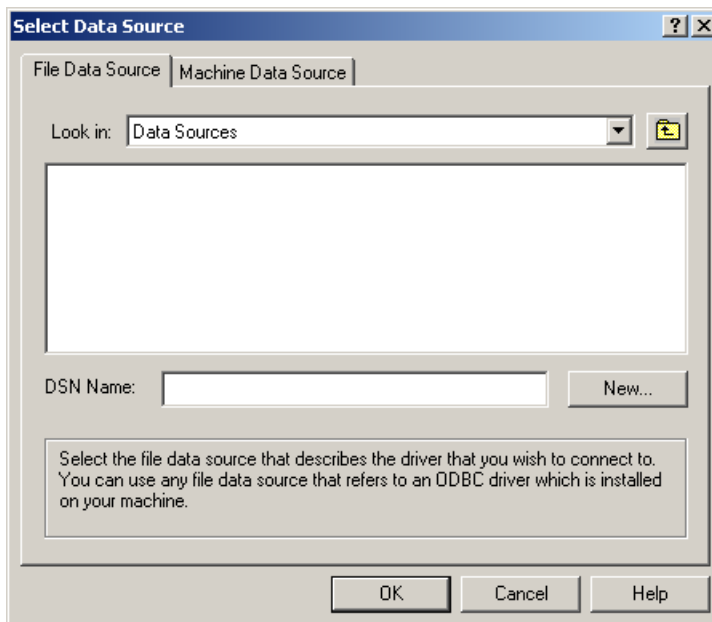 Select Data Source
File Data Source
Machine Data Source
Look in: Data Sources
DSN Name:
New...
Select the file data source that describes the driver that you wish to connect to.
You can use any file data source that refers to an ODBC driver which is installed
on your machine.
OK
Cancel
Help